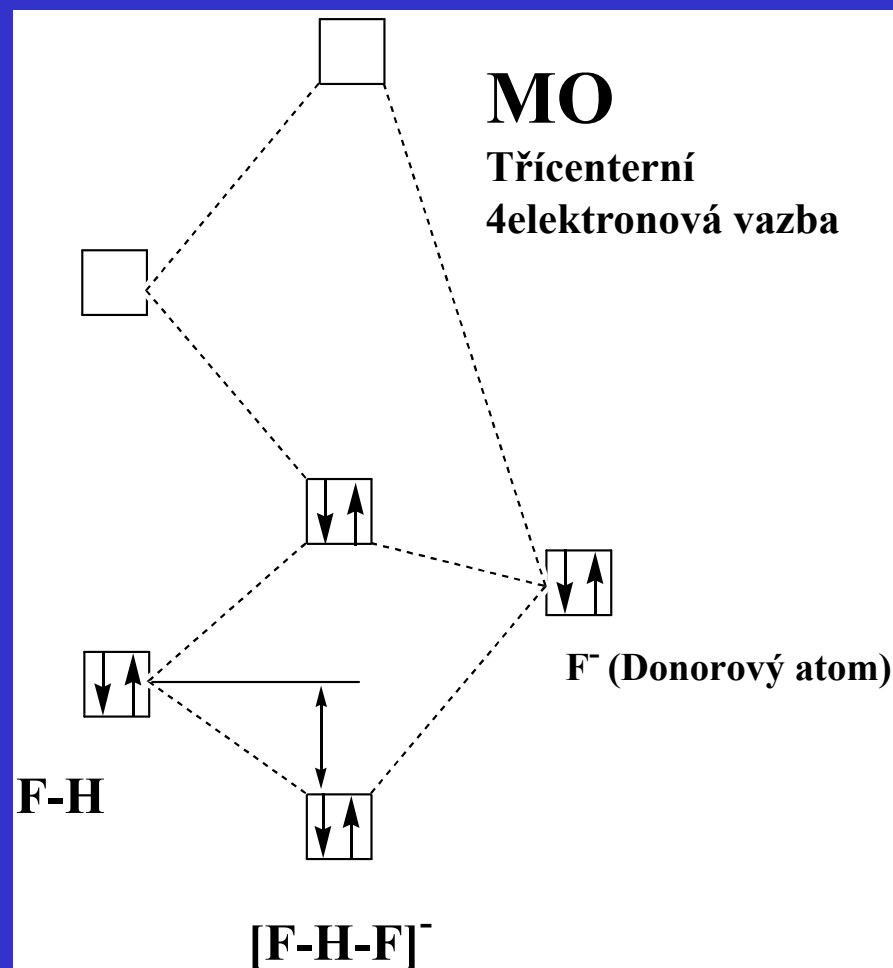 MO
Třícenterní
4elektronová vazba
F⁻ (Donorový atom)
F-H
[F-H-F]⁻